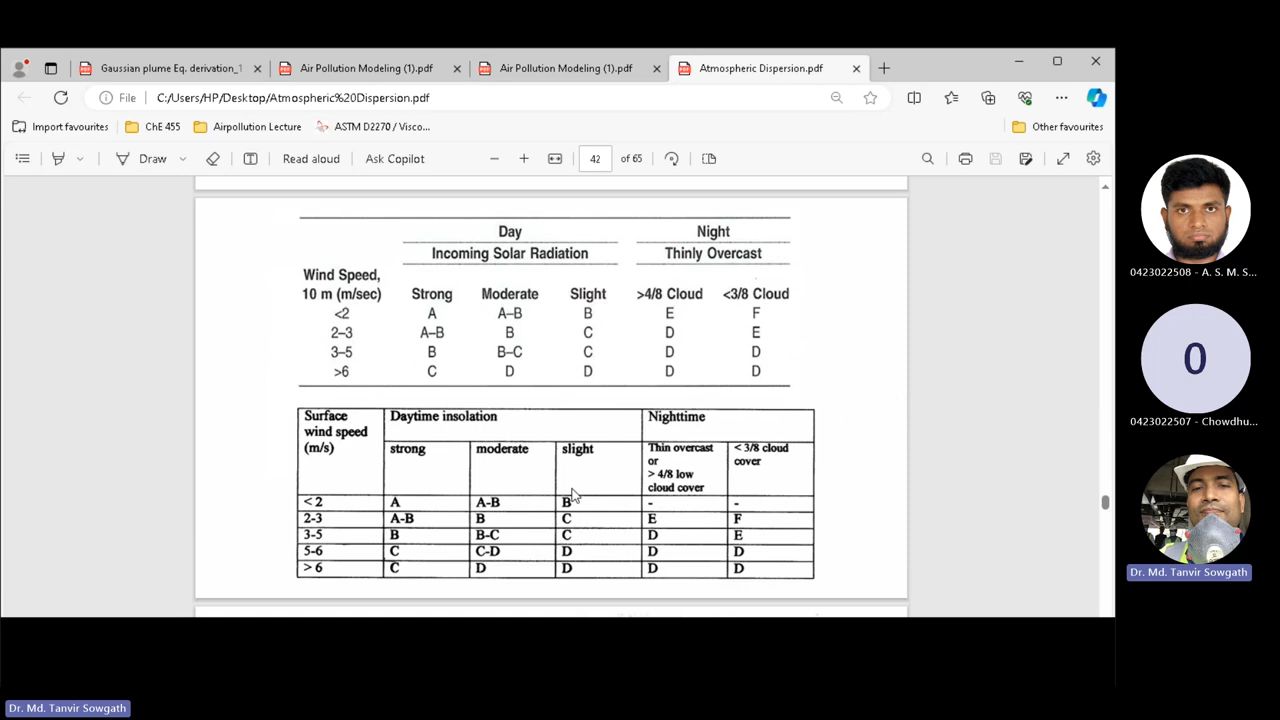 Gaussian plume Eq. derivation_1
Air Pollution Modeling (1).pdf
Air Pollution Modeling (1).pdf
Atmospheric Dispersion.pdf
File C:/Users/HP/Desktop/Atmospheric%20Dispersion.pdf
Import favourites ChE 455 Airpollution Lecture ASTM D2270 / Visco... Other favourites
Draw Read aloud Ask Copilot 42 of 65
Day Night
Incoming Solar Radiation Thinly Overcast
Wind Speed,
10 m (m/sec) Strong Moderate Slight >4/8 Cloud <3/8 Cloud
<2 A A–B B E F
2–3 A–B B C D E
3–5 B B–C C D D
>6 C D D D D
Surface
wind speed
(m/s)
Daytime insolation
Nighttime
strong
moderate
slight
Thin overcast
or
> 4/8 low
cloud cover
< 3/8 cloud
cover
< 2 A A-B B - -
2-3 A-B B C E F
3-5 B B-C C D E
5-6 C C-D D D D
> 6 C D D D D
0423022508 - A. S. M. S...
0
0423022507 - Chowdhu...
Dr. Md. Tanvir Sowgath
Dr. Md. Tanvir Sowgath